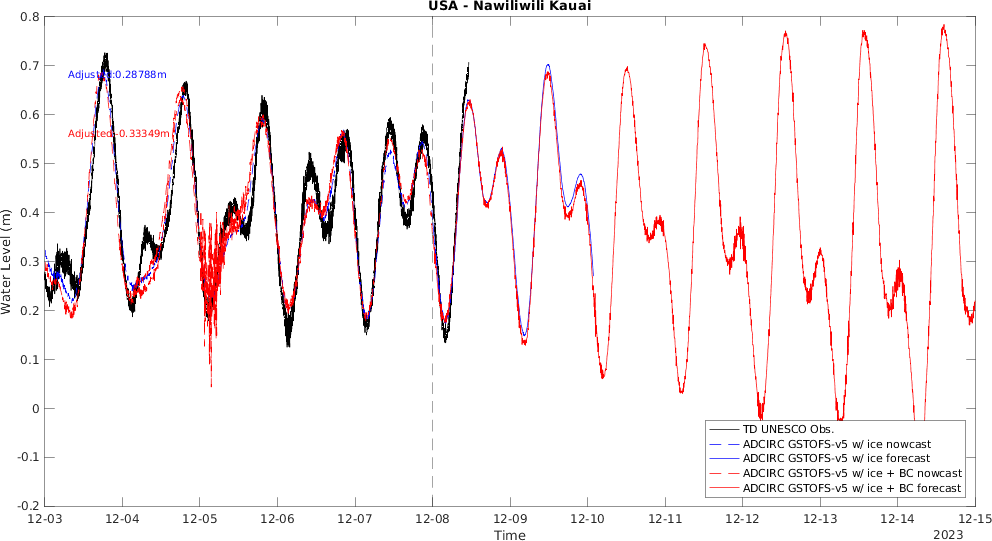 USA - Nawiliwili Kauai
0.8
0.7
0.6
0.5
0.4
0.3
0.2
0.1
0
-0.1
-0.2
Water Level (m)
Adjusted:0.28788m
Adjusted-0.33349m
TD UNESCO Obs.
ADCIRC GSTOFS-v5 w/ ice nowcast
ADCIRC GSTOFS-v5 w/ ice forecast
ADCIRC GSTOFS-v5 w/ ice + BC nowcast
ADCIRC GSTOFS-v5 w/ ice + BC forecast
12-03 12-04 12-05 12-06 12-07 12-08 12-09 12-10 12-11 12-12 12-13 12-14 12-15
Time
2023